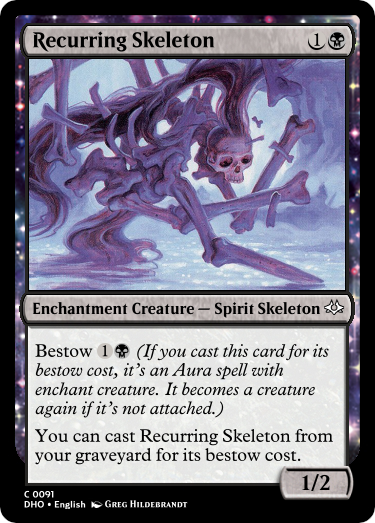 Recurring Skeleton 1
Enchantment Creature — Spirit Skeleton
Bestow 1 (If you cast this card for its
bestow cost, it's an Aura spell with
enchant creature. It becomes a creature
again if it's not attached.)
You can cast Recurring Skeleton from
your graveyard for its bestow cost.
1/2
C 0091
DHO • English Greg Hildebrandt